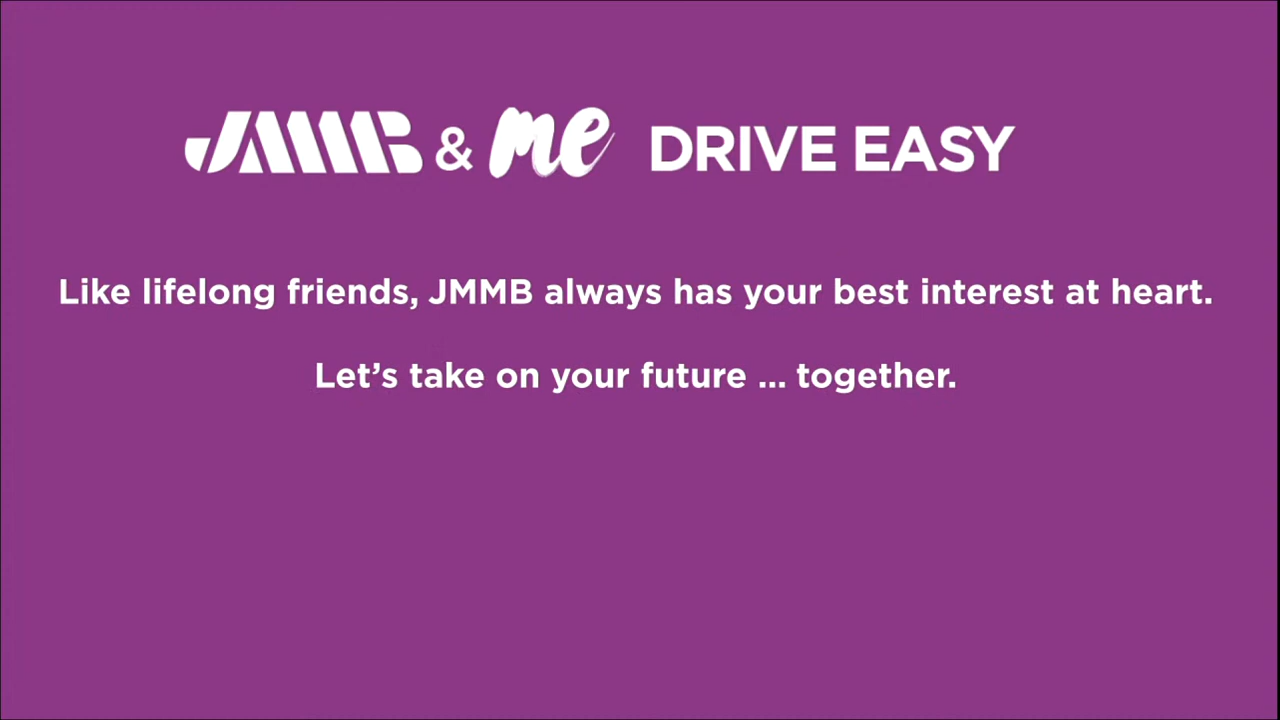 JMMB & me DRIVE EASY
Like lifelong friends, JMMB always has your best interest at heart.
Let’s take on your future ... together.